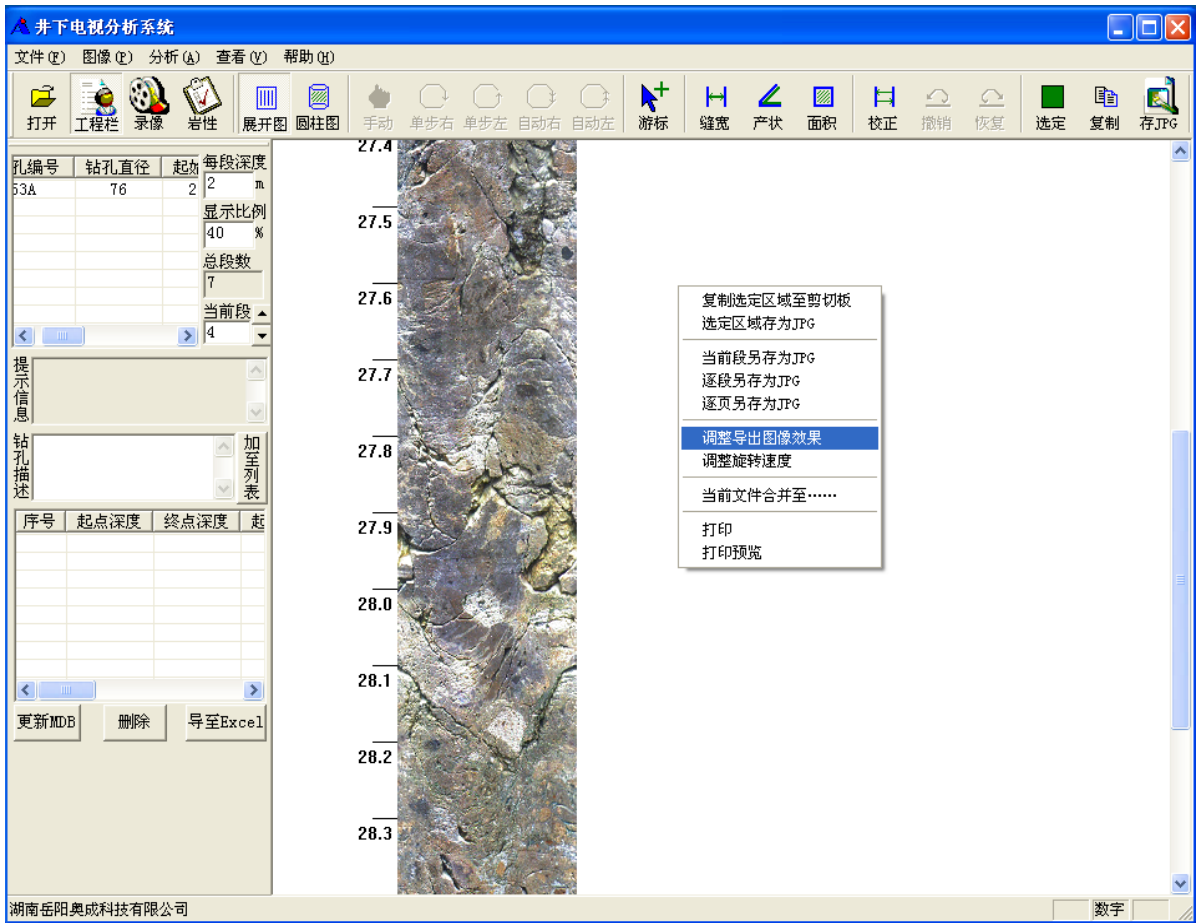 井下电视分析系统
文件(F) 图像(P) 分析(A) 查看(V) 帮助(H)
打开 工程栏 录像 岩性 展开图 圆柱图 手动 单步右 单步左 自动右 自动左 游标 缝宽 产状 面积 校正 撤销 恢复 选定 复制 存JPG
孔编号 钻孔直径 起始
53A 76 2
每段深度
2 m
显示比例
40 %
总段数
7
当前段
4
提示信息
钻孔描述
加至列表
序号 起点深度 终点深度 起
更新MDB 删除 导至Excel
27.4
27.5
27.6
27.7
27.8
27.9
28.0
28.1
28.2
28.3
复制选定区域至剪切板
选定区域存为JPG
当前段另存为JPG
逐段另存为JPG
逐页另存为JPG
调整导出图像效果
调整旋转速度
当前文件合并至……
打印
打印预览
湖南岳阳奥成科技有限公司 数字